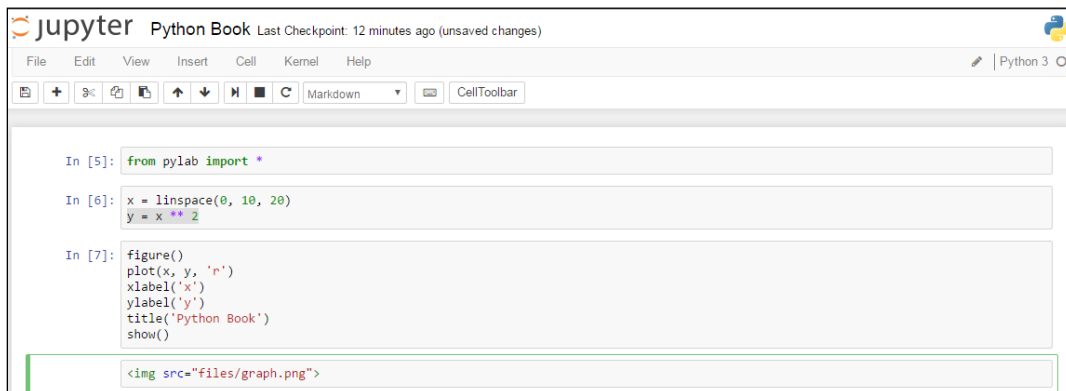 jupyter Python Book Last Checkpoint: 12 minutes ago (unsaved changes)
File Edit View Insert Cell Kernel Help Python 3
Markdown CellToolbar
In [5]: from pylab import *
In [6]: x = linspace(0, 10, 20)
y = x ** 2
In [7]: figure()
plot(x, y, 'r')
xlabel('x')
ylabel('y')
title('Python Book')
show()
<img src="files/graph.png">